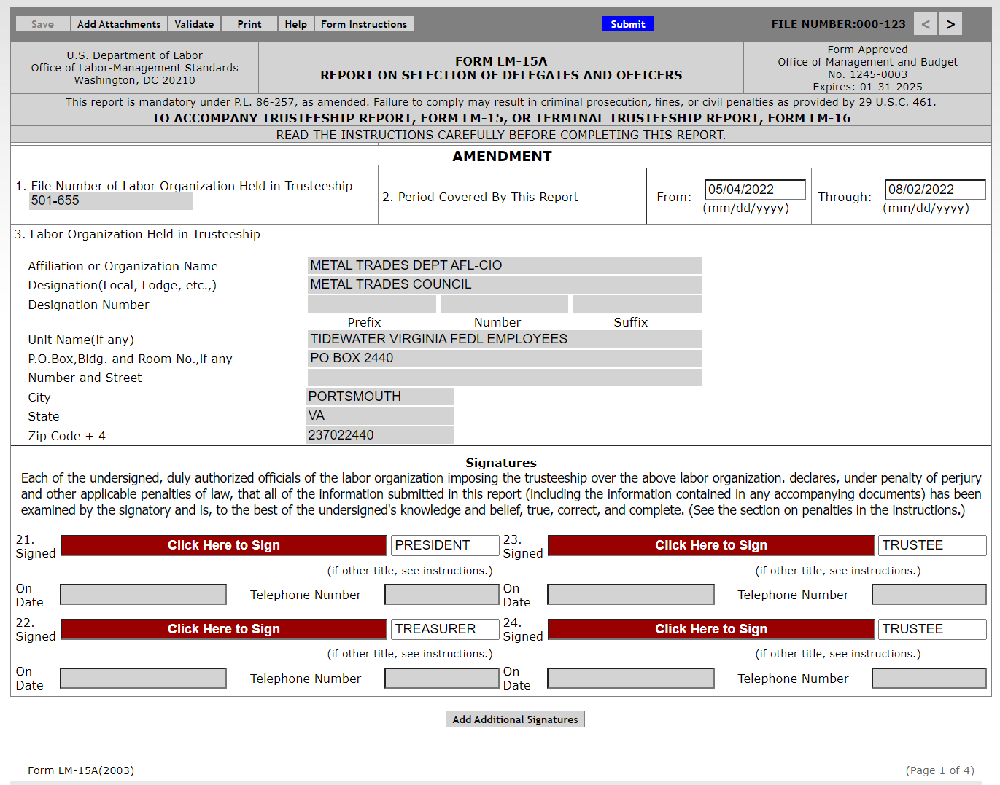 Save Add Attachments Validate Print Help Form Instructions Submit FILE NUMBER:000-123 < >
U.S. Department of Labor
Office of Labor-Management Standards
Washington, DC 20210
FORM LM-15A
REPORT ON SELECTION OF DELEGATES AND OFFICERS
Form Approved
Office of Management and Budget
No. 1245-0003
Expires: 01-31-2025
This report is mandatory under P.L. 86-257, as amended. Failure to comply may result in criminal prosecution, fines, or civil penalties as provided by 29 U.S.C. 461.
TO ACCOMPANY TRUSTEESHIP REPORT, FORM LM-15, OR TERMINAL TRUSTEESHIP REPORT, FORM LM-16
READ THE INSTRUCTIONS CAREFULLY BEFORE COMPLETING THIS REPORT.
AMENDMENT
1. File Number of Labor Organization Held in Trusteeship
501-655
2. Period Covered By This Report
From: 05/04/2022
(mm/dd/yyyy)
Through: 08/02/2022
(mm/dd/yyyy)
3. Labor Organization Held in Trusteeship
Affiliation or Organization Name METAL TRADES DEPT AFL-CIO
Designation(Local, Lodge, etc.,) METAL TRADES COUNCIL
Designation Number
Prefix Number Suffix
Unit Name(if any) TIDEWATER VIRGINIA FEDL EMPLOYEES
P.O.Box,Bldg. and Room No.,if any PO BOX 2440
Number and Street
City PORTSMOUTH
State VA
Zip Code + 4 237022440
Signatures
Each of the undersigned, duly authorized officials of the labor organization imposing the trusteeship over the above labor organization. declares, under penalty of perjury
and other applicable penalties of law, that all of the information submitted in this report (including the information contained in any accompanying documents) has been
examined by the signatory and is, to the best of the undersigned's knowledge and belief, true, correct, and complete. (See the section on penalties in the instructions.)
21. Signed Click Here to Sign PRESIDENT
(if other title, see instructions.)
On Date Telephone Number
23. Signed Click Here to Sign TRUSTEE
(if other title, see instructions.)
On Date Telephone Number
22. Signed Click Here to Sign TREASURER
(if other title, see instructions.)
On Date Telephone Number
24. Signed Click Here to Sign TRUSTEE
(if other title, see instructions.)
On Date Telephone Number
Add Additional Signatures
Form LM-15A(2003) (Page 1 of 4)